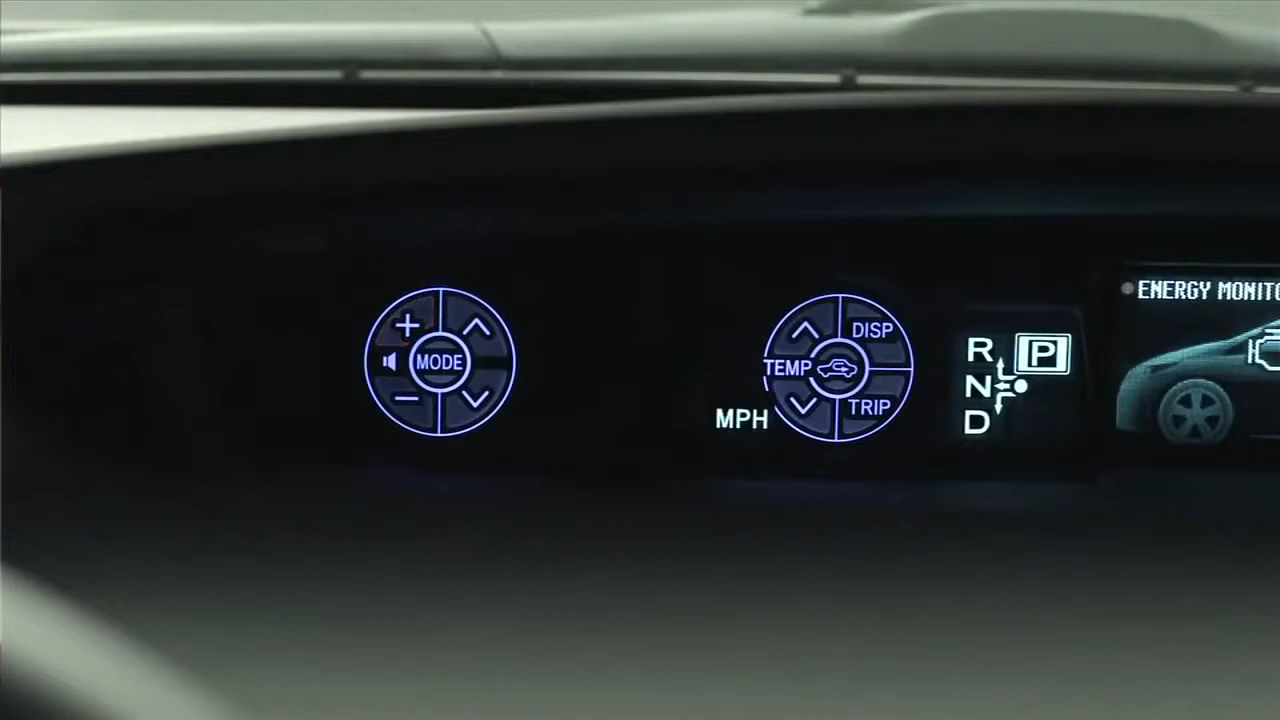 ENERGY MONITO
+
MODE
−
DISP
TEMP
TRIP
MPH
R
P
N
D